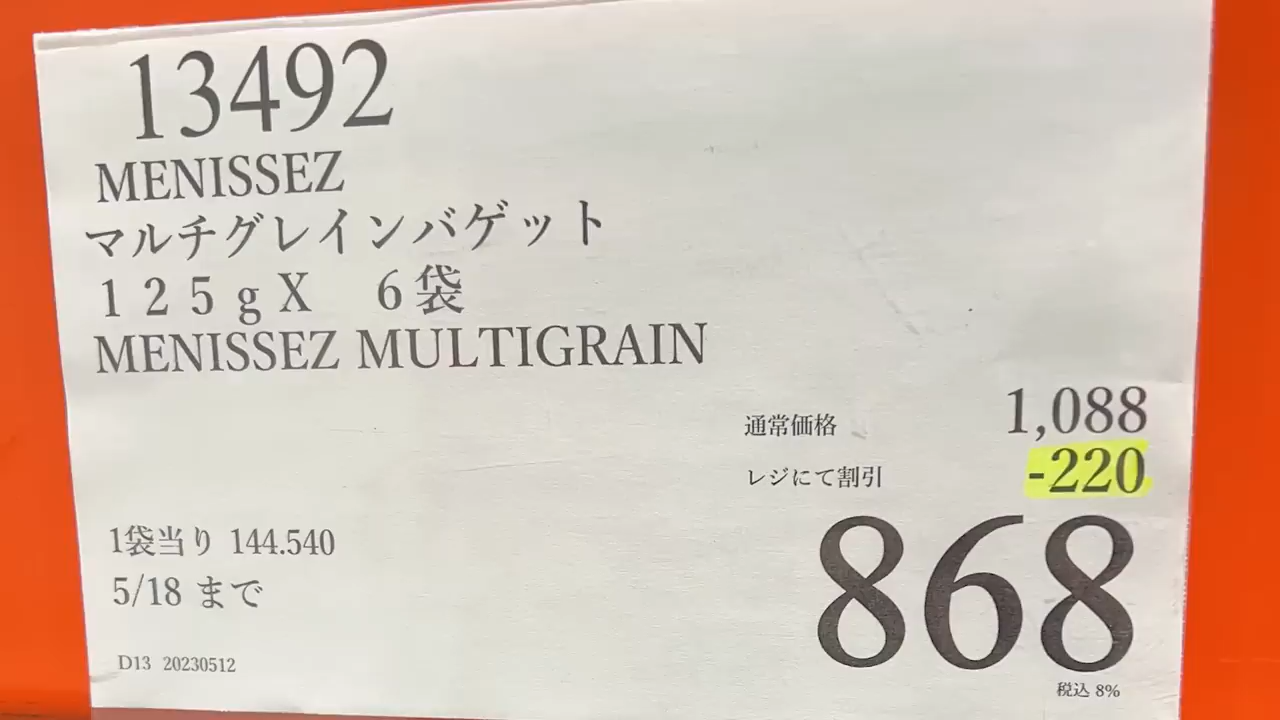 13492
MENISSEZ
マルチグレインバゲット
１２５ｇX　６袋
MENISSEZ MULTIGRAIN
通常価格 1,088
レジにて割引 -220
868
税込 8%
1袋当り 144.540
5/18 まで
D13 20230512